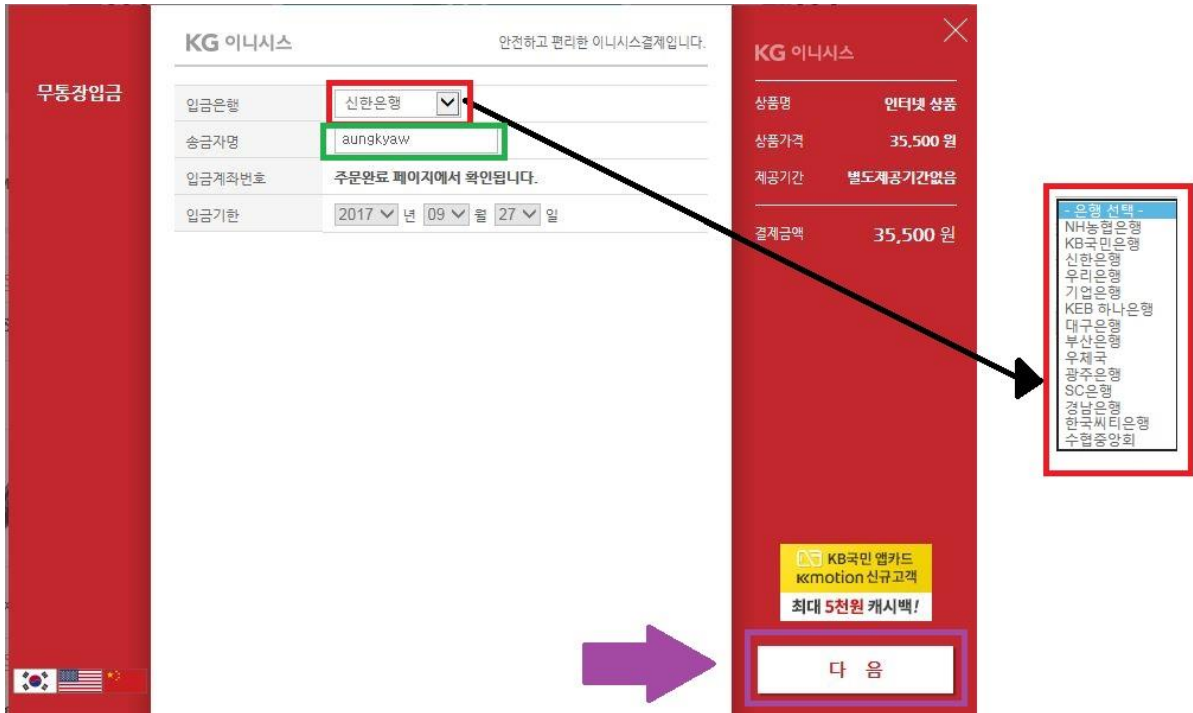 무통장입금
KG 이니시스
안전하고 편리한 이니시스결제입니다.
입금은행 신한은행
송금자명 aungkyaw
입금계좌번호 주문완료 페이지에서 확인됩니다.
입금기한 2017 년 09 월 27 일
KG 이니시스
상품명 인터넷 상품
상품가격 35,500 원
제공기간 별도제공기간없음
결제금액 35,500 원
KB국민 앱카드
K-motion 신규고객
최대 5천원 캐시백!
다 음
- 은행 선택 -
NH농협은행
KB국민은행
신한은행
우리은행
기업은행
KEB 하나은행
대구은행
부산은행
우체국
광주은행
SC은행
경남은행
한국씨티은행
수협중앙회